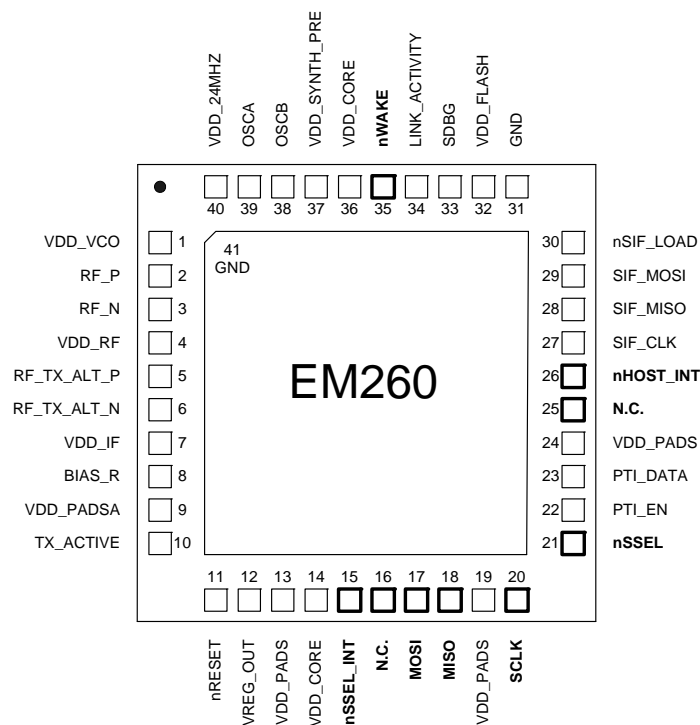 VDD_24MHZ
OSCA
OSCB
VDD_SYNTH_PRE
VDD_CORE
nWAKE
LINK_ACTIVITY
SDBG
VDD_FLASH
GND
40 39 38 37 36 35 34 33 32 31
VDD_VCO 1
RF_P 2
RF_N 3
VDD_RF 4
RF_TX_ALT_P 5
RF_TX_ALT_N 6
VDD_IF 7
BIAS_R 8
VDD_PADSA 9
TX_ACTIVE 10
41
GND
EM260
30 nSIF_LOAD
29 SIF_MOSI
28 SIF_MISO
27 SIF_CLK
26 nHOST_INT
25 N.C.
24 VDD_PADS
23 PTI_DATA
22 PTI_EN
21 nSSEL
11 12 13 14 15 16 17 18 19 20
nRESET
VREG_OUT
VDD_PADS
VDD_CORE
nSSEL_INT
N.C.
MOSI
MISO
VDD_PADS
SCLK